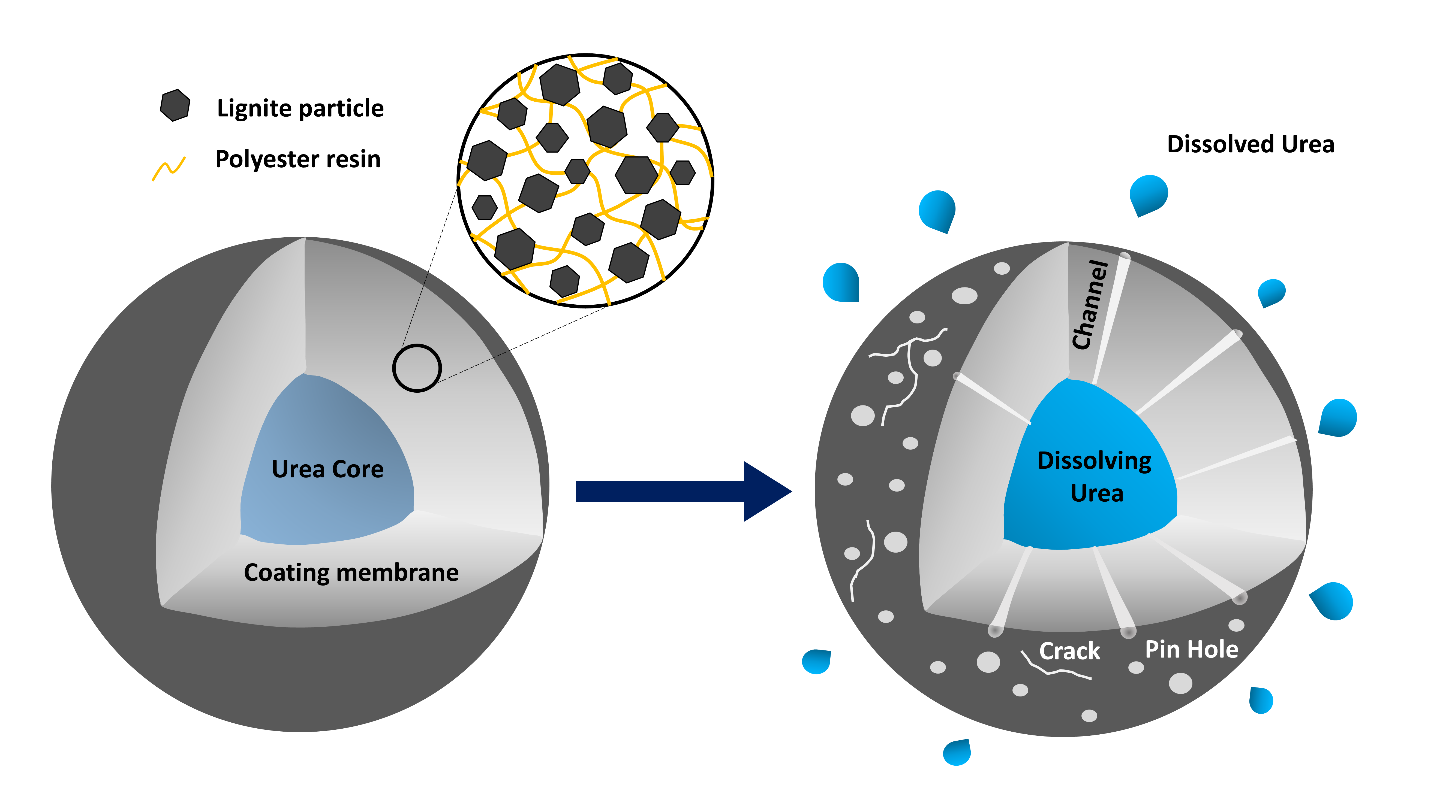 Lignite particle
Polyester resin
Urea Core
Coating membrane
Dissolved Urea
Channel
Dissolving
Urea
Crack
Pin Hole